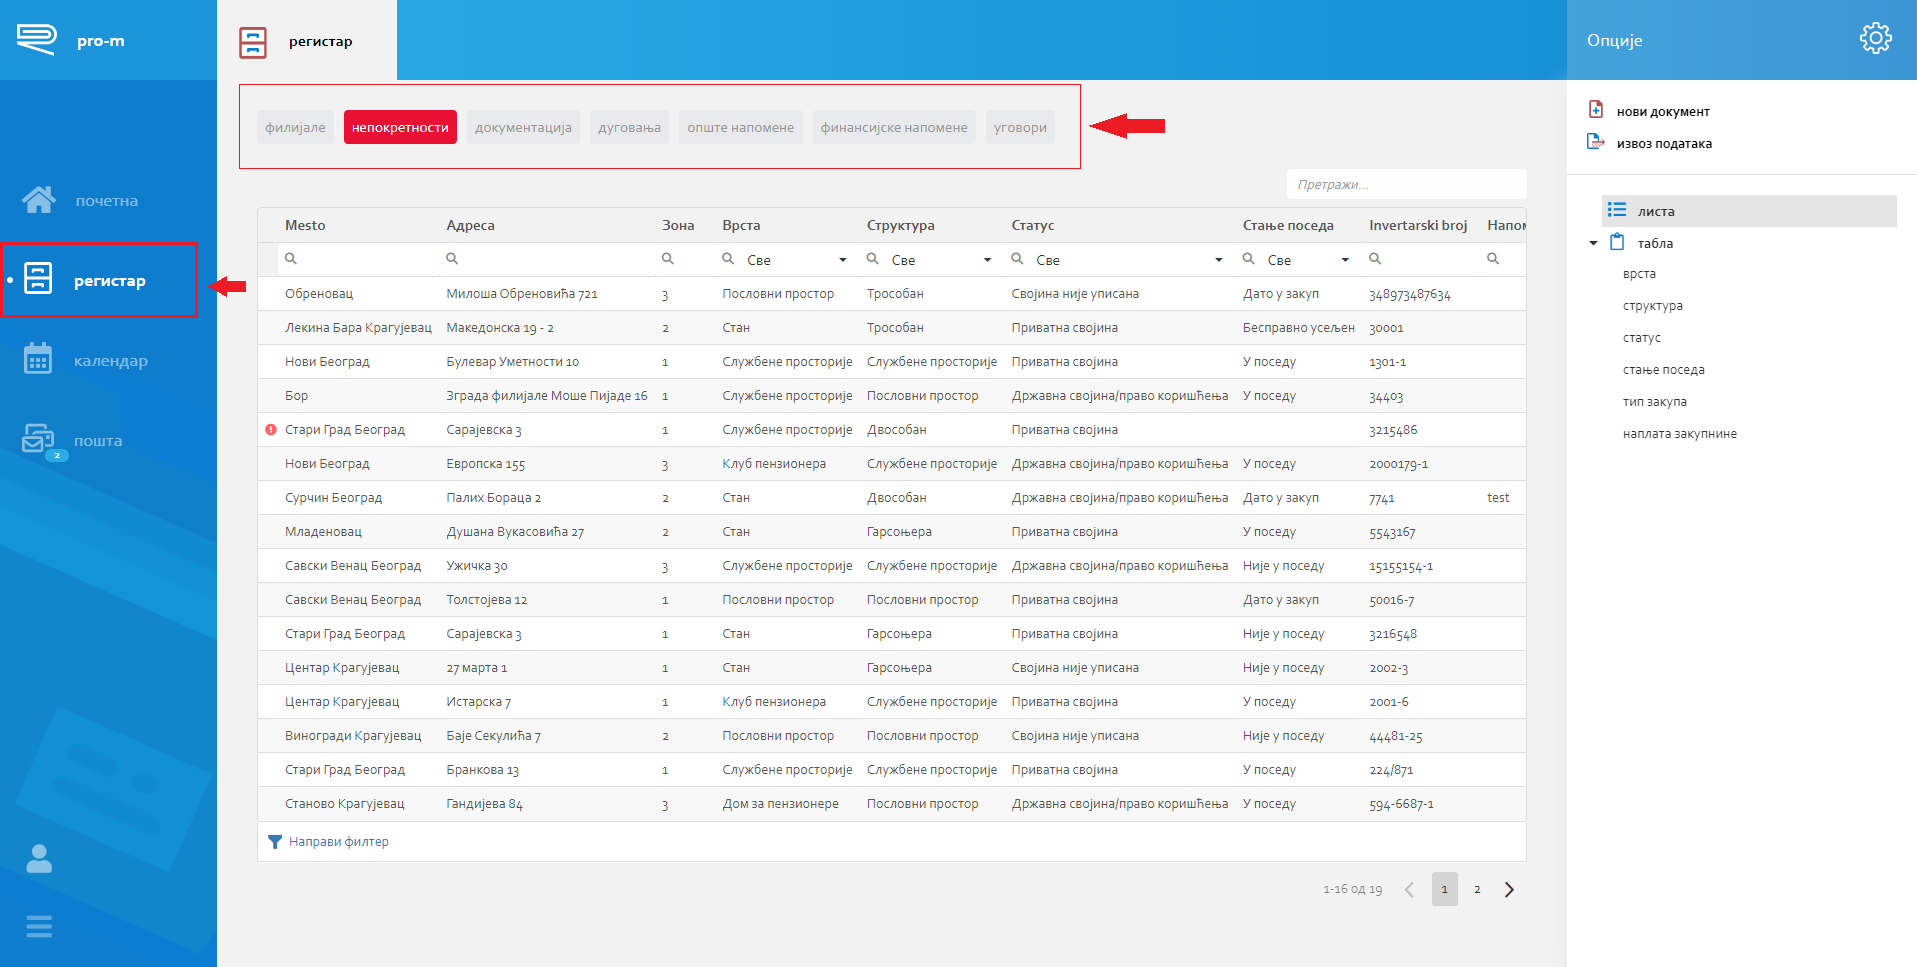 pro-m
регистар
Опције
филијале непокретности документација дуговања опште напомене финансијске напомене уговори
нови документ
извоз података
Претражи...
почетна
регистар
календар
пошта
2
листа
табла
врста
структура
статус
стање поседа
тип закупа
наплата закупнине
Mesto Адреса Зона Врста Структура Статус Стање поседа Invertarski broj Напом
Све Све Све Све
Обреновац Милоша Обреновића 721 3 Пословни простор Трособан Својина није уписана Дато у закуп 348973487634
Лекина Бара Крагујевац Македонска 19 - 2 2 Стан Трособан Приватна својина Бесправно усељен 30001
Нови Београд Булевар Уметности 10 1 Службене просторије Службене просторије Приватна својина У поседу 1301-1
Бор Зграда филијале Моше Пијаде 16 1 Службене просторије Пословни простор Државна својина/право коришћења У поседу 34403
Стари Град Београд Сарајевска 3 1 Службене просторије Двособан Приватна својина 3215486
Нови Београд Европска 155 3 Клуб пензионера Службене просторије Државна својина/право коришћења У поседу 2000179-1
Сурчин Београд Палих Бораца 2 2 Стан Двособан Државна својина/право коришћења Дато у закуп 7741 test
Младеновац Душана Вукасовића 27 2 Стан Гарсоњера Приватна својина У поседу 5543167
Савски Венац Београд Ужичка 30 3 Службене просторије Службене просторије Државна својина/право коришћења Није у поседу 15155154-1
Савски Венац Београд Толстојева 12 1 Пословни простор Пословни простор Приватна својина Дато у закуп 50016-7
Стари Град Београд Сарајевска 3 1 Стан Гарсоњера Приватна својина Није у поседу 3216548
Центар Крагујевац 27 марта 1 1 Стан Гарсоњера Својина није уписана Није у поседу 2002-3
Центар Крагујевац Истарска 7 1 Клуб пензионера Службене просторије Приватна својина У поседу 2001-6
Виногради Крагујевац Баје Секулића 7 2 Пословни простор Пословни простор Својина није уписана Није у поседу 44481-25
Стари Град Београд Бранкова 13 1 Службене просторије Службене просторије Приватна својина У поседу 224/871
Станово Крагујевац Гандијева 84 3 Дом за пензионере Пословни простор Државна својина/право коришћења У поседу 594-6687-1
Направи филтер
1-16 од 19 1 2